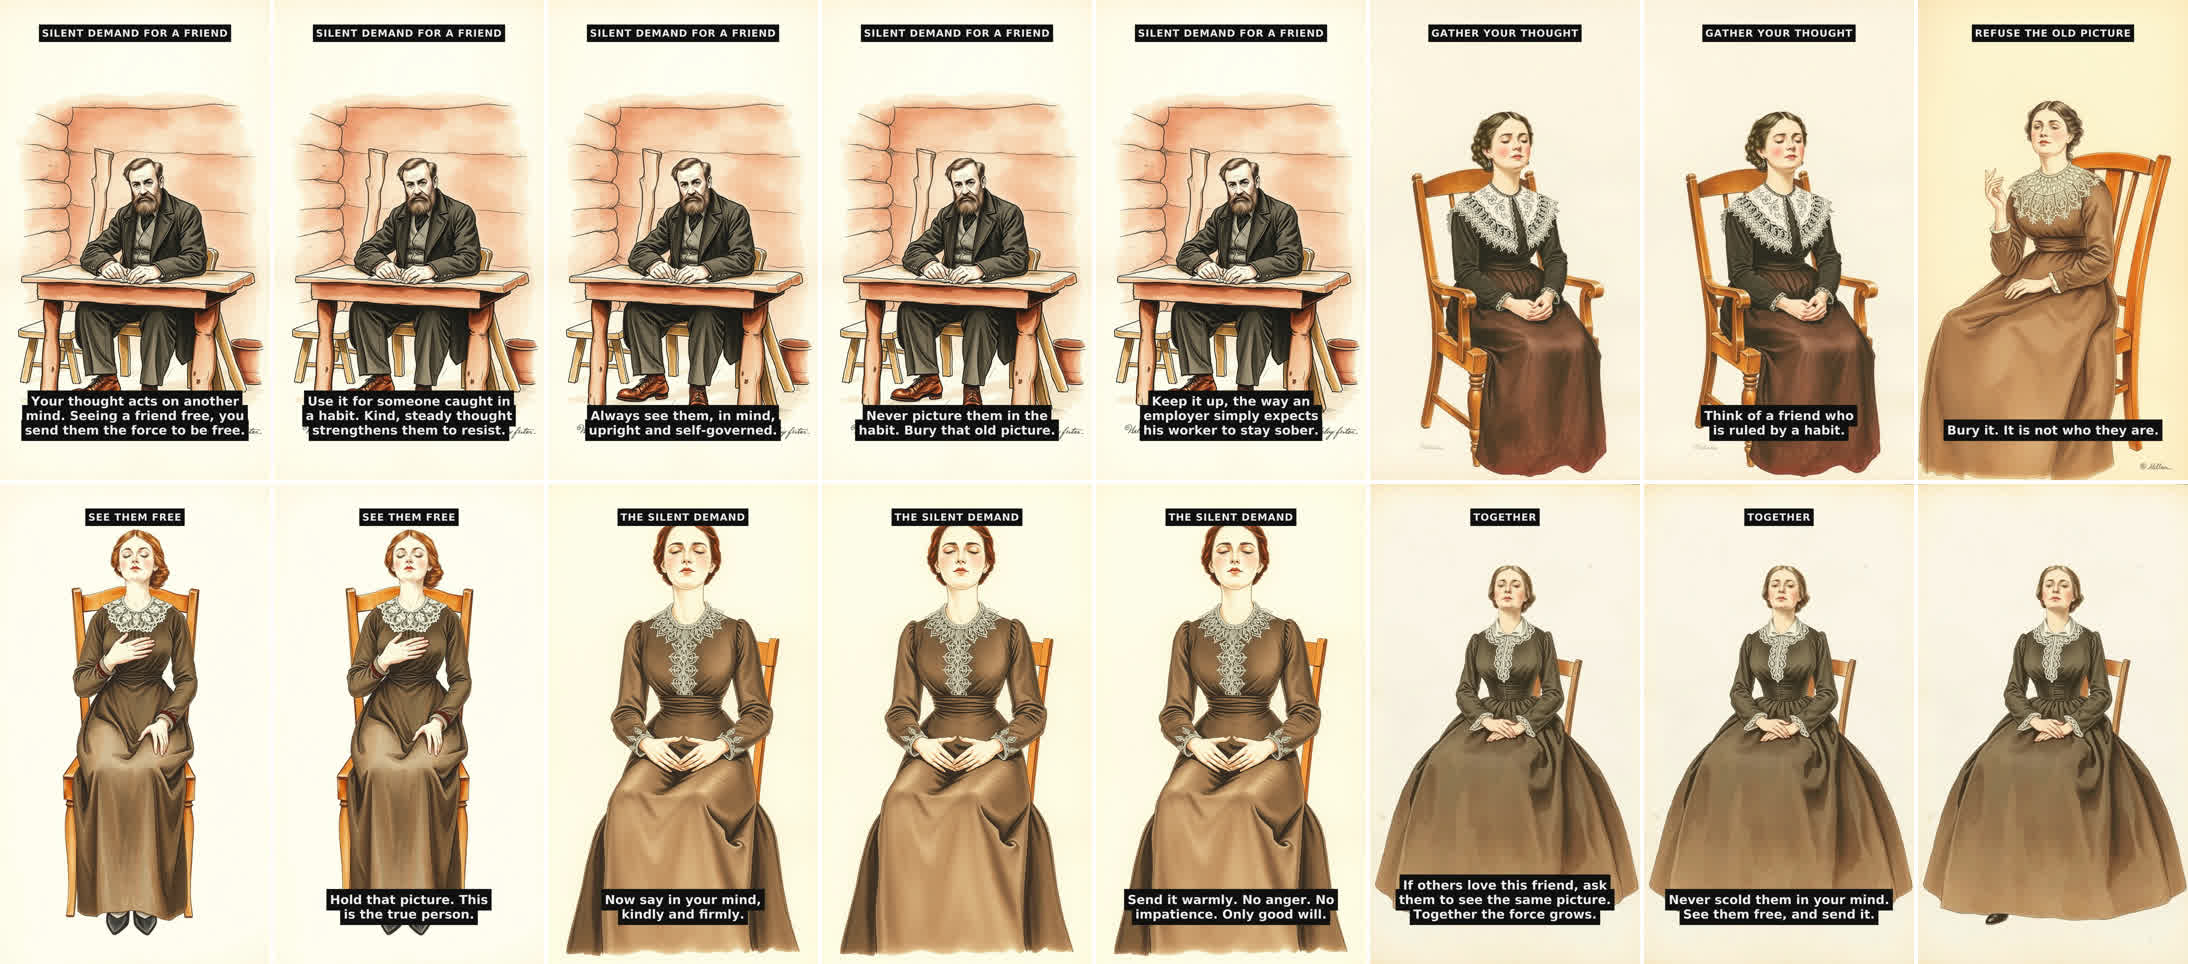 SILENT DEMAND FOR A FRIEND
Your thought acts on another
mind. Seeing a friend free, you
send them the force to be free.
SILENT DEMAND FOR A FRIEND
Use it for someone caught in
a habit. Kind, steady thought
strengthens them to resist.
SILENT DEMAND FOR A FRIEND
Always see them, in mind,
upright and self-governed.
SILENT DEMAND FOR A FRIEND
Never picture them in the
habit. Bury that old picture.
SILENT DEMAND FOR A FRIEND
Keep it up, the way an
employer simply expects
his worker to stay sober.
GATHER YOUR THOUGHT
GATHER YOUR THOUGHT
Think of a friend who
is ruled by a habit.
REFUSE THE OLD PICTURE
Bury it. It is not who they are.
SEE THEM FREE
SEE THEM FREE
Hold that picture. This
is the true person.
THE SILENT DEMAND
Now say in your mind,
kindly and firmly.
THE SILENT DEMAND
THE SILENT DEMAND
Send it warmly. No anger. No
impatience. Only good will.
TOGETHER
If others love this friend, ask
them to see the same picture.
Together the force grows.
TOGETHER
Never scold them in your mind.
See them free, and send it.